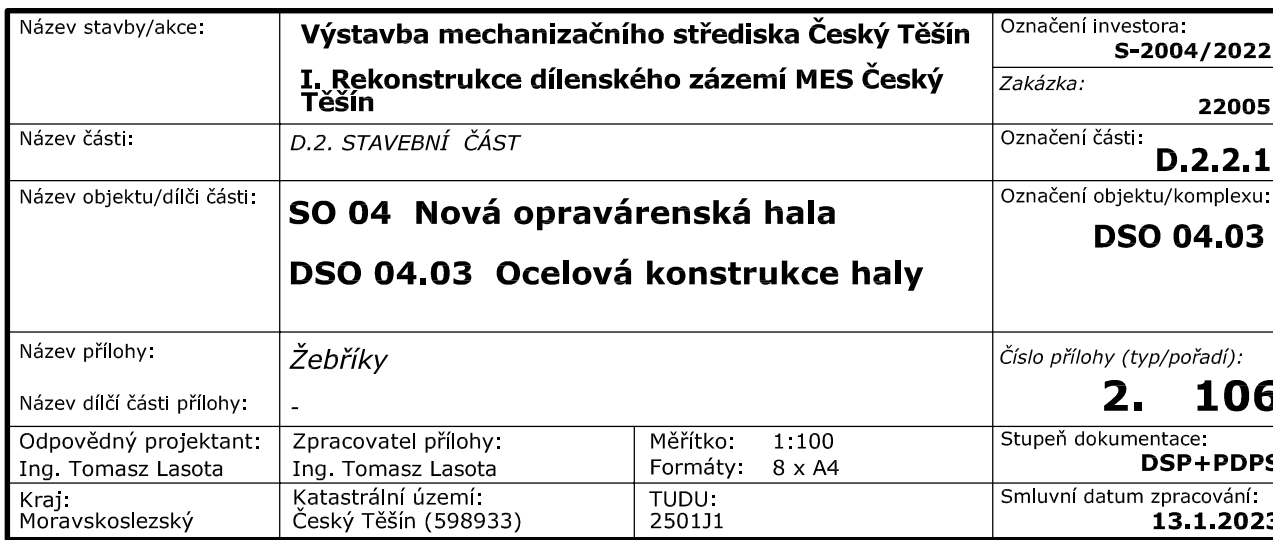 Název stavby/akce:
Výstavba mechanizačního střediska Český Těšín
I. Rekonstrukce dílenského zázemí MES Český
Těšín
Označení investora:
S-2004/2022
Zakázka:
22005
Název části:
D.2. STAVEBNÍ ČÁST
Označení části:
D.2.2.1
Název objektu/dílči části:
SO 04 Nová opravárenská hala
DSO 04.03 Ocelová konstrukce haly
Označení objektu/komplexu:
DSO 04.03
Název přílohy:
Žebříky
Název dílčí části přílohy:
-
Číslo přílohy (typ/pořadí):
2. 106
Odpovědný projektant:
Ing. Tomasz Lasota
Zpracovatel přílohy:
Ing. Tomasz Lasota
Měřítko: 1:100
Formáty: 8 x A4
Stupeň dokumentace:
DSP+PDPS
Kraj:
Moravskoslezský
Katastrální území:
Český Těšín (598933)
TUDU:
2501J1
Smluvní datum zpracování:
13.1.2023